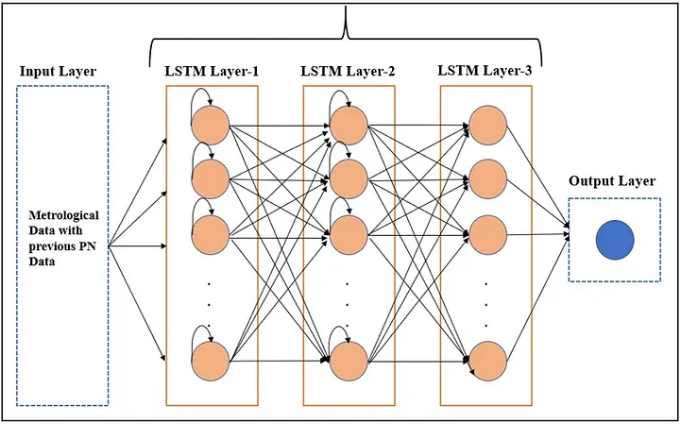 Input Layer
LSTM Layer-1
LSTM Layer-2
LSTM Layer-3
Metrological
Data with
previous PN
Data
Output Layer